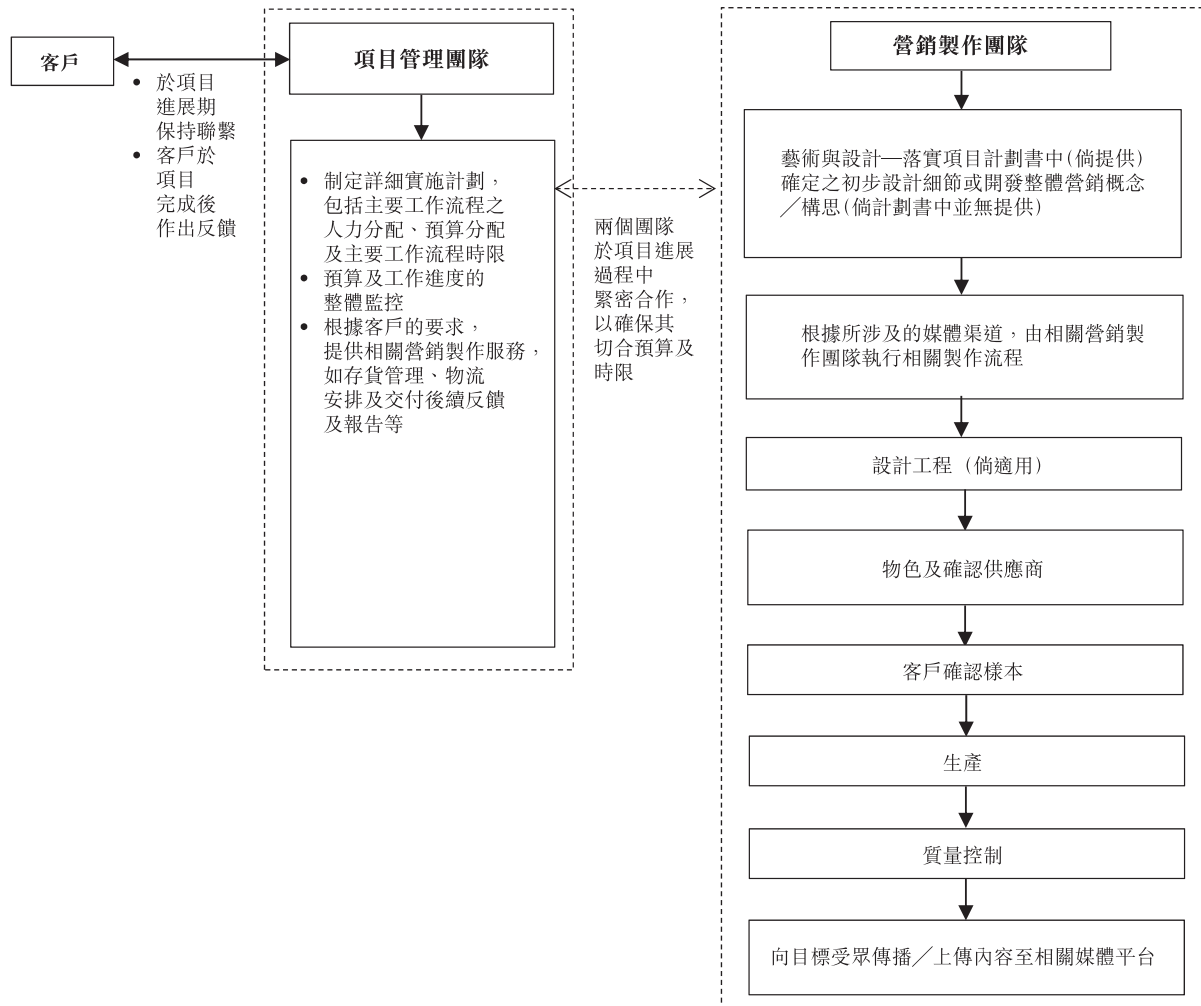 客戶
• 於項目
進展期
保持聯繫
• 客戶於
項目
完成後
作出反饋
項目管理團隊
• 制定詳細實施計劃，
包括主要工作流程之
人力分配、預算分配
及主要工作流程時限
• 預算及工作進度的
整體監控
• 根據客戶的要求，
提供相關營銷製作服務，
如存貨管理、物流
安排及交付後續反饋
及報告等
兩個團隊
於項目進展
過程中
緊密合作，
以確保其
切合預算及
時限
營銷製作團隊
藝術與設計—落實項目計劃書中(倘提供)
確定之初步設計細節或開發整體營銷概念
╱構思(倘計劃書中並無提供)
根據所涉及的媒體渠道，由相關營銷製
作團隊執行相關製作流程
設計工程（倘適用）
物色及確認供應商
客戶確認樣本
生產
質量控制
向目標受眾傳播╱上傳內容至相關媒體平台